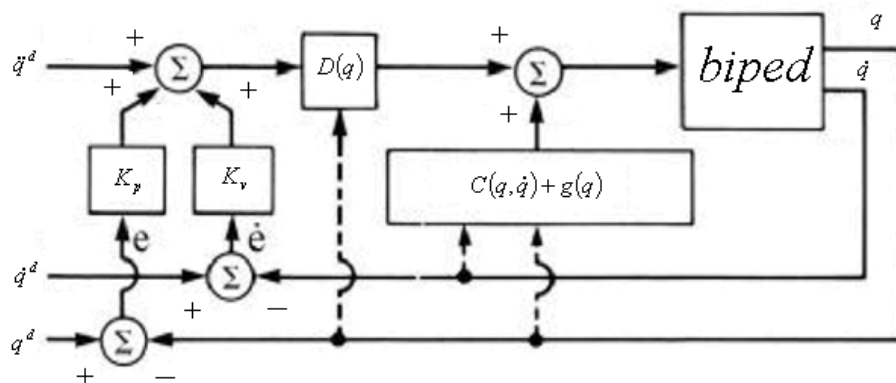 q̈ᵈ + Σ D(q) + Σ biped q
+ + + q̇
K_p K_v C(q, q̇) + g(q)
e ė
q̇ᵈ + Σ −
qᵈ + Σ −